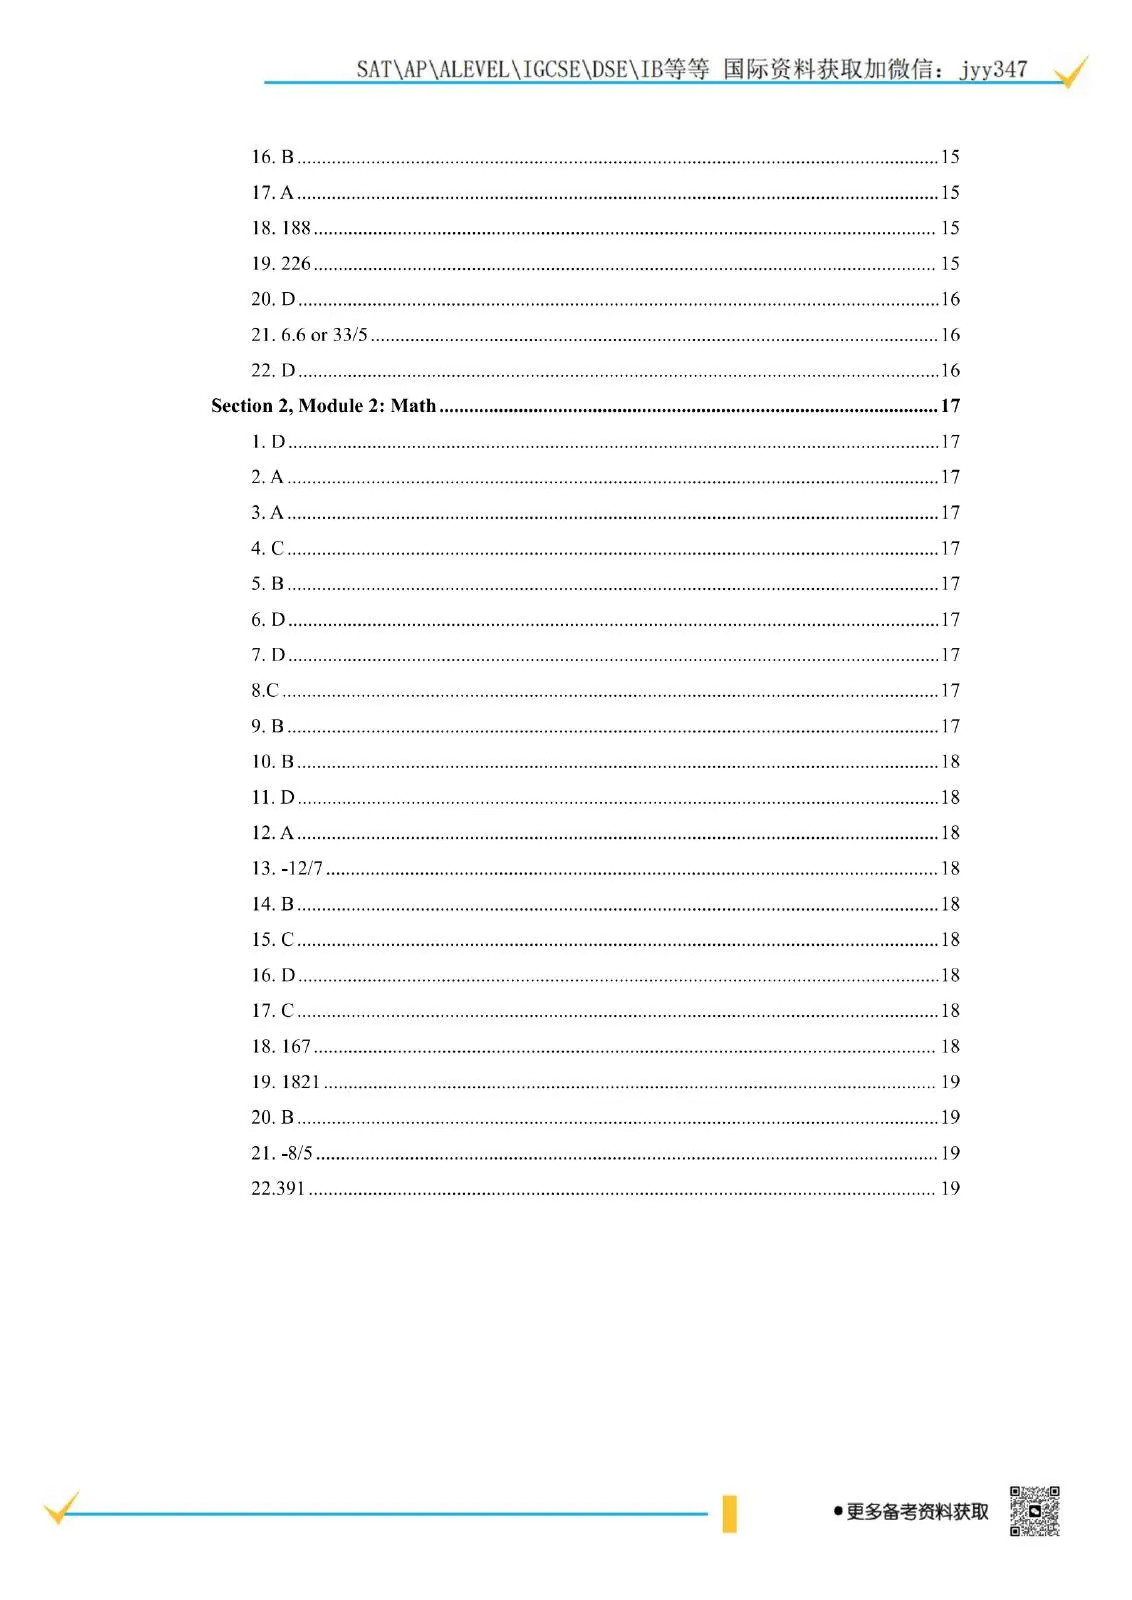 SAT\AP\ALEVEL\IGCSE\DSE\IB等等 国际资料获取加微信：jyy347
16. B........15
17. A........15
18. 188........15
19. 226........15
20. D........16
21. 6.6 or 33/5........16
22. D........16
Section 2, Module 2: Math........17
1. D........17
2. A........17
3. A........17
4. C........17
5. B........17
6. D........17
7. D........17
8.C........17
9. B........17
10. B........18
11. D........18
12. A........18
13. -12/7........18
14. B........18
15. C........18
16. D........18
17. C........18
18. 167........18
19. 1821........19
20. B........19
21. -8/5........19
22.391........19
●更多备考资料获取